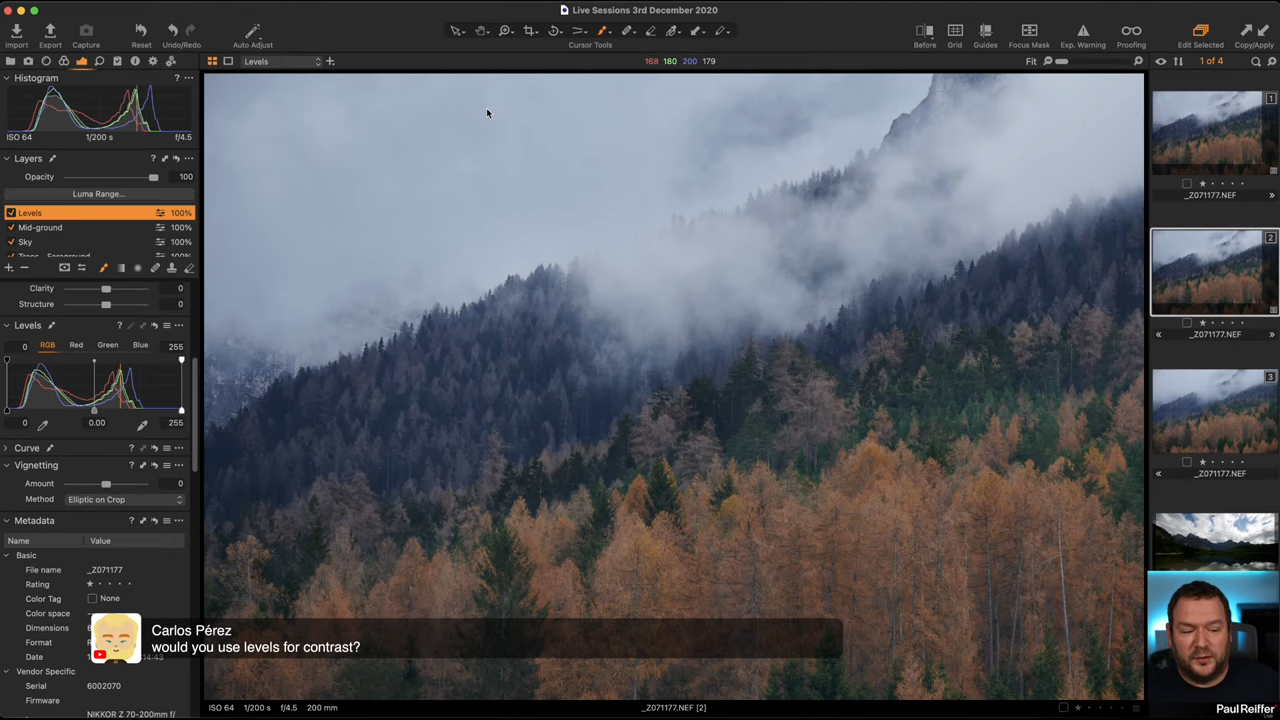 Live Sessions 3rd December 2020
Import
Export
Capture
Reset
Undo/Redo
Auto Adjust
Cursor Tools
Before
Grid
Guides
Focus Mask
Exp. Warning
Proofing
Edit Selected
Copy/Apply
Levels
168 180 200 179
Fit
1 of 4
Histogram
ISO 64 1/200 s f/4.5
Layers
Opacity 100
Luma Range...
Levels 100%
Mid-ground 100%
Sky 100%
Clarity 0
Structure 0
Levels
0 RGB Red Green Blue 255
0 0.00 255
Curve
Vignetting
Amount 0
Method Elliptic on Crop
Metadata
Name Value
Basic
File name _Z071177
Rating
Color Tag None
Color space
Dimensions
Format
Date
Vendor Specific
Serial 6002070
Firmware
NIKKOR Z 70-200mm f/
Carlos Pérez
would you use levels for contrast?
ISO 64 1/200 s f/4.5 200 mm
_Z071177.NEF [2]
1
_Z071177.NEF
2
_Z071177.NEF
3
_Z071177.NEF
Paul Reiffer
Live